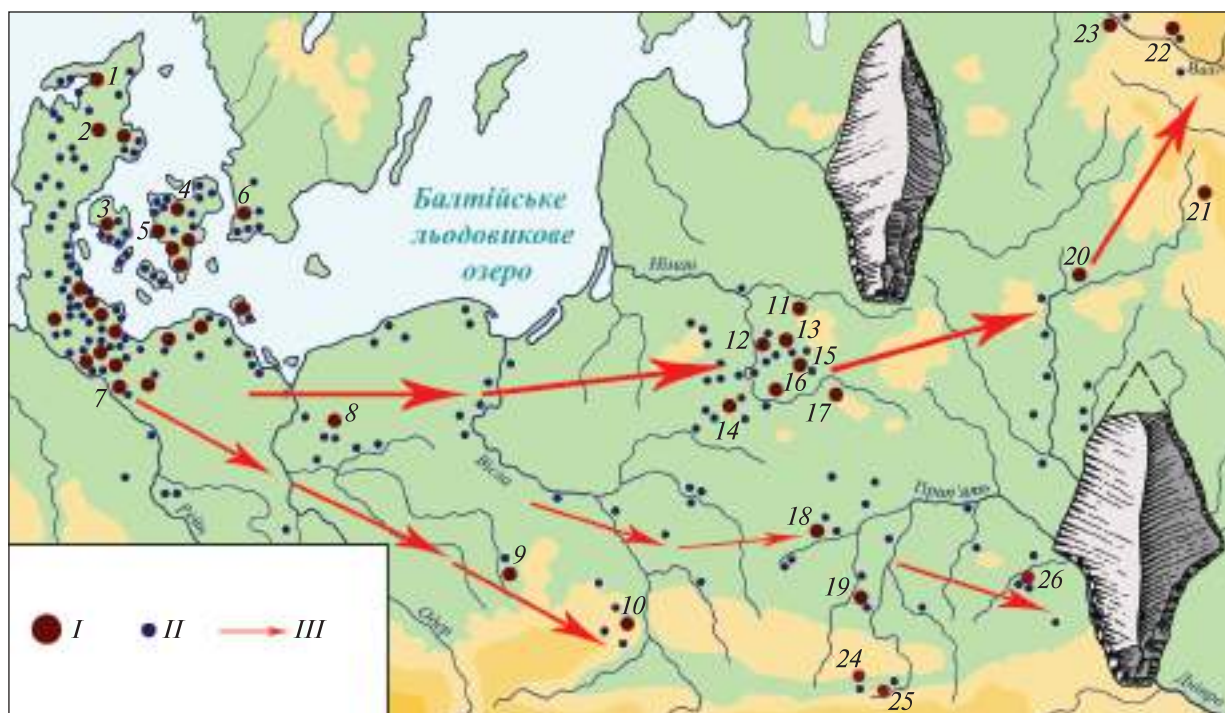 1
2
3
4
5
6
7
8
9
10
11
12
13
14
15
16
17
18
19
20
21
22
23
24
25
26
Балтійське
льодовикове
озеро
Німан
Вісла
Прип'ять
Одер
Дніпро
I
II
III